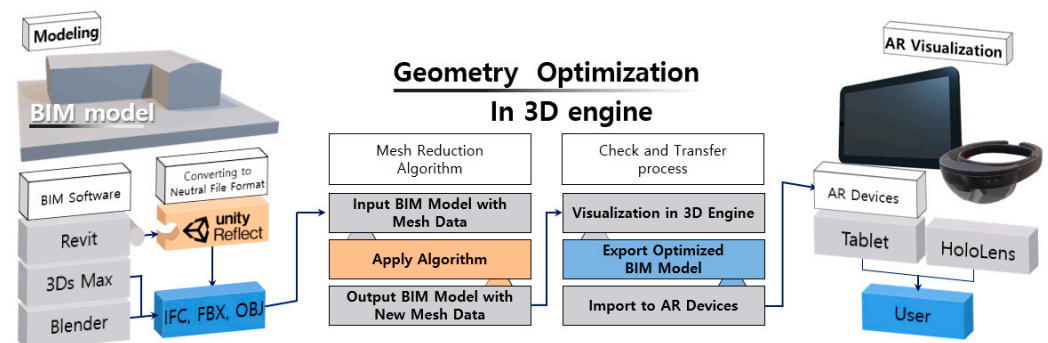 Modeling
BIM model
BIM Software
Converting to
Neutral File Format
Revit
unity
Reflect
3Ds Max
Blender
IFC, FBX, OBJ
Geometry Optimization
In 3D engine
Mesh Reduction
Algorithm
Input BIM Model with
Mesh Data
Apply Algorithm
Output BIM Model with
New Mesh Data
Check and Transfer
process
Visualization in 3D Engine
Export Optimized
BIM Model
Import to AR Devices
AR Visualization
AR Devices
Tablet
HoloLens
User